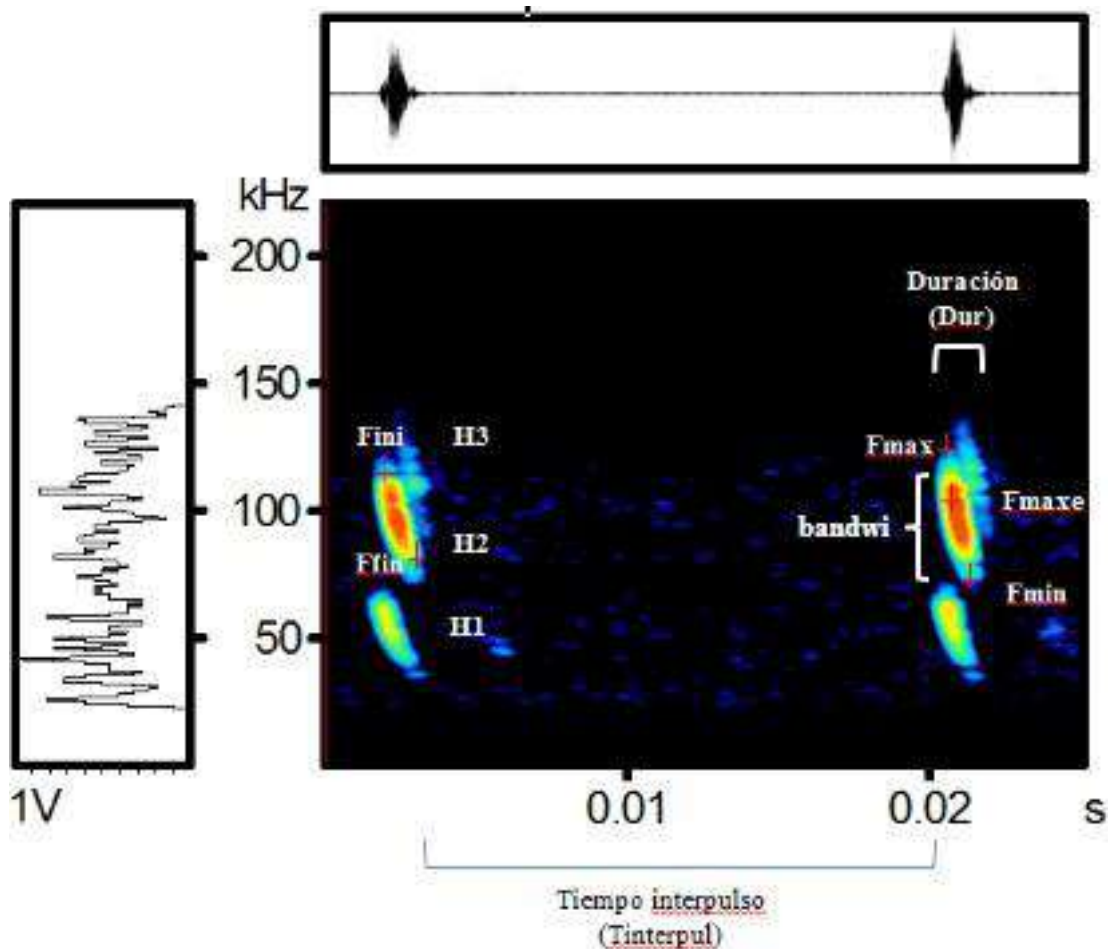 kHz
200
150
100
50
Duración
(Dur)
Fini
H3
Fmax
Fmaxe
bandwi
H2
Ffin
Fmin
H1
1V
0.01
0.02
s
Tiempo interpulso
(Tinterpul)